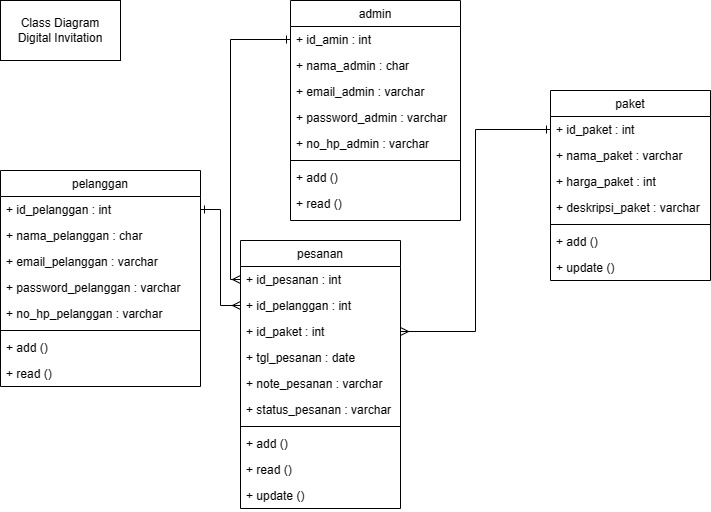 Class Diagram
Digital Invitation
admin
+ id_amin : int
+ nama_admin : char
+ email_admin : varchar
+ password_admin : varchar
+ no_hp_admin : varchar
+ add ()
+ read ()
paket
+ id_paket : int
+ nama_paket : varchar
+ harga_paket : int
+ deskripsi_paket : varchar
+ add ()
+ update ()
pelanggan
+ id_pelanggan : int
+ nama_pelanggan : char
+ email_pelanggan : varchar
+ password_pelanggan : varchar
+ no_hp_pelanggan : varchar
+ add ()
+ read ()
pesanan
+ id_pesanan : int
+ id_pelanggan : int
+ id_paket : int
+ tgl_pesanan : date
+ note_pesanan : varchar
+ status_pesanan : varchar
+ add ()
+ read ()
+ update ()